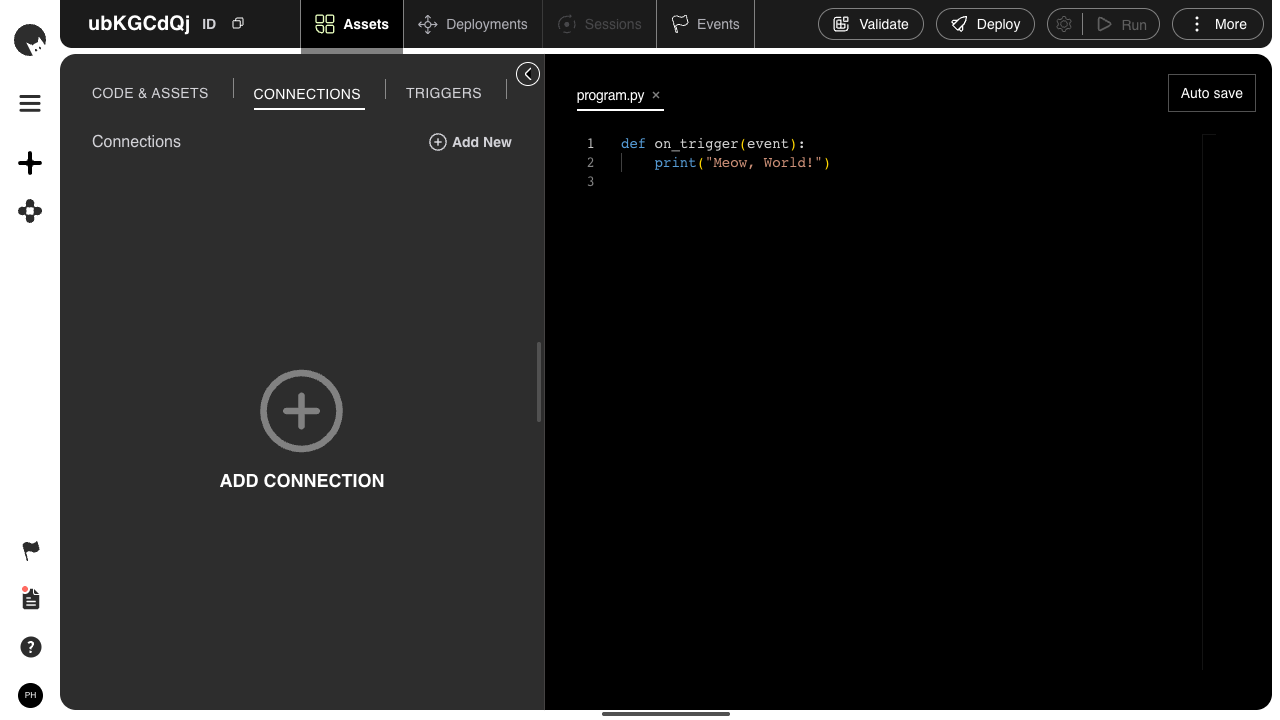 ubKGCdQj ID
Assets
Deployments
Sessions
Events
Validate
Deploy
Run
More
CODE & ASSETS
CONNECTIONS
TRIGGERS
Connections
Add New
ADD CONNECTION
program.py ×
Auto save
1 def on_trigger(event):
2 print("Meow, World!")
3
?
PH